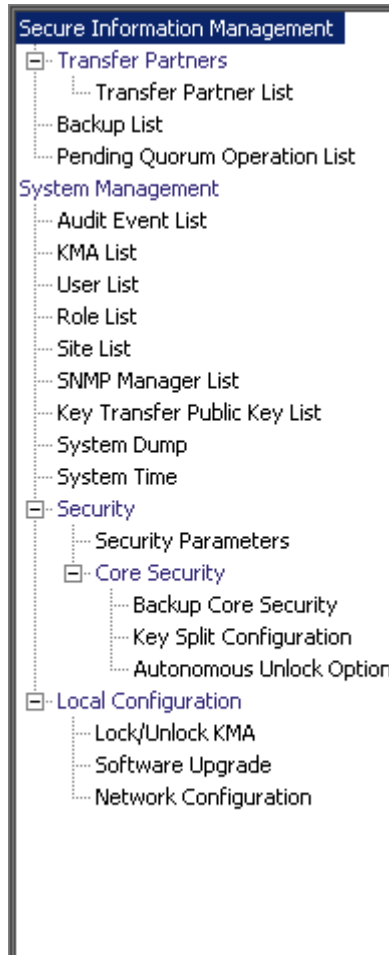 Secure Information Management
Transfer Partners
Transfer Partner List
Backup List
Pending Quorum Operation List
System Management
Audit Event List
KMA List
User List
Role List
Site List
SNMP Manager List
Key Transfer Public Key List
System Dump
System Time
Security
Security Parameters
Core Security
Backup Core Security
Key Split Configuration
Autonomous Unlock Option
Local Configuration
Lock/Unlock KMA
Software Upgrade
Network Configuration